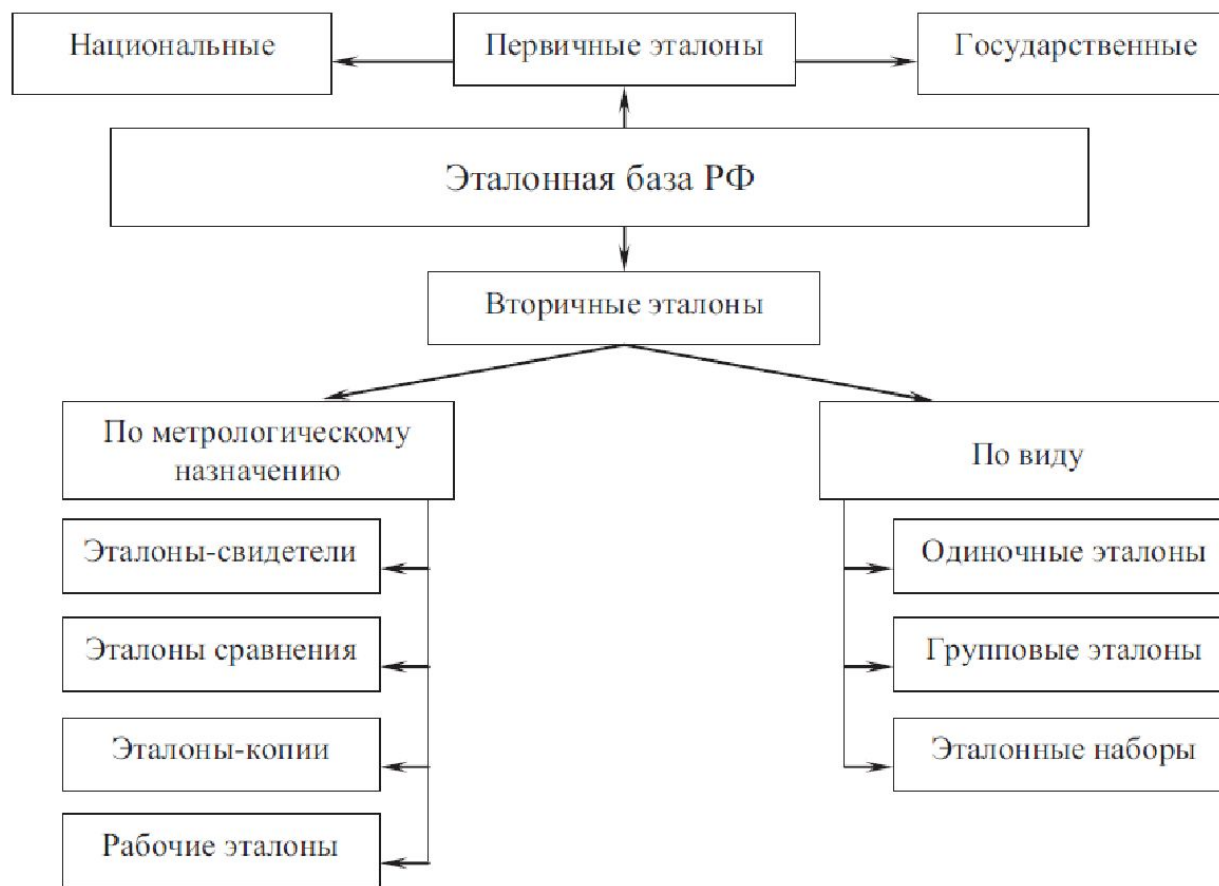 Национальные
Первичные эталоны
Государственные
Эталонная база РФ
Вторичные эталоны
По метрологическому
назначению
По виду
Эталоны-свидетели
Одиночные эталоны
Эталоны сравнения
Групповые эталоны
Эталоны-копии
Эталонные наборы
Рабочие эталоны